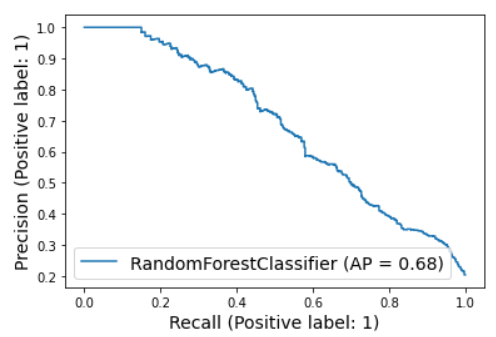 1.0
0.9
0.8
0.7
0.6
0.5
0.4
0.3
0.2
Precision (Positive label: 1)
RandomForestClassifier (AP = 0.68)
0.0 0.2 0.4 0.6 0.8 1.0
Recall (Positive label: 1)